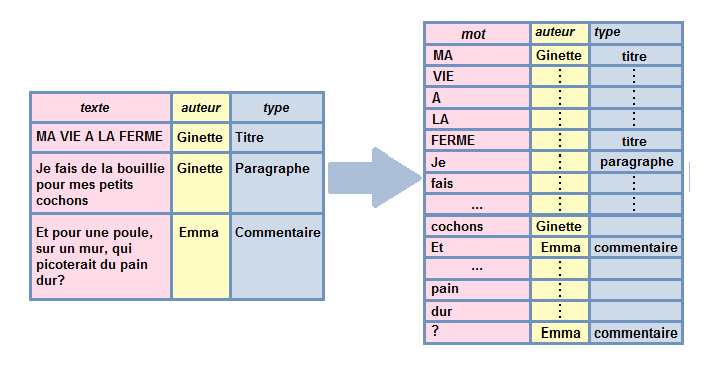 texte auteur type
MA VIE A LA FERME Ginette Titre
Je fais de la bouillie Ginette Paragraphe
pour mes petits
cochons
Et pour une poule, Emma Commentaire
sur un mur, qui
picoterait du pain
dur?
mot auteur type
MA Ginette titre
VIE
A
LA
FERME titre
Je paragraphe
fais
...
cochons Ginette
Et Emma commentaire
...
pain
dur
? Emma commentaire